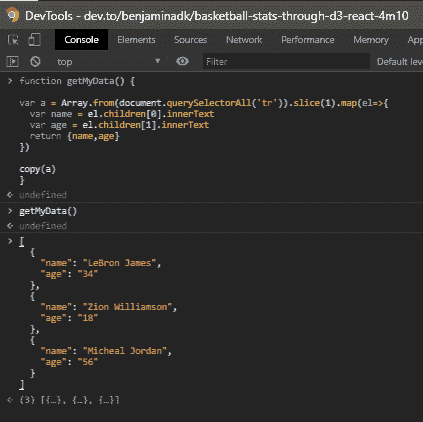 DevTools - dev.to/benjaminadk/basketball-stats-through-d3-react-4m10
Console Elements Sources Network Performance
top Filter Default leve
> function getMyData() {
var a = Array.from(document.querySelectorAll('tr')).slice(1).map(el=>{
var name = el.children[0].innerText
var age = el.children[1].innerText
return {name,age}
})
copy(a)
}
undefined
> getMyData()
undefined
> [
{
"name": "LeBron James",
"age": "34"
},
{
"name": "Zion Williamson",
"age": "18"
},
{
"name": "Micheal Jordan",
"age": "56"
}
]
(3) [{…}, {…}, {…}]